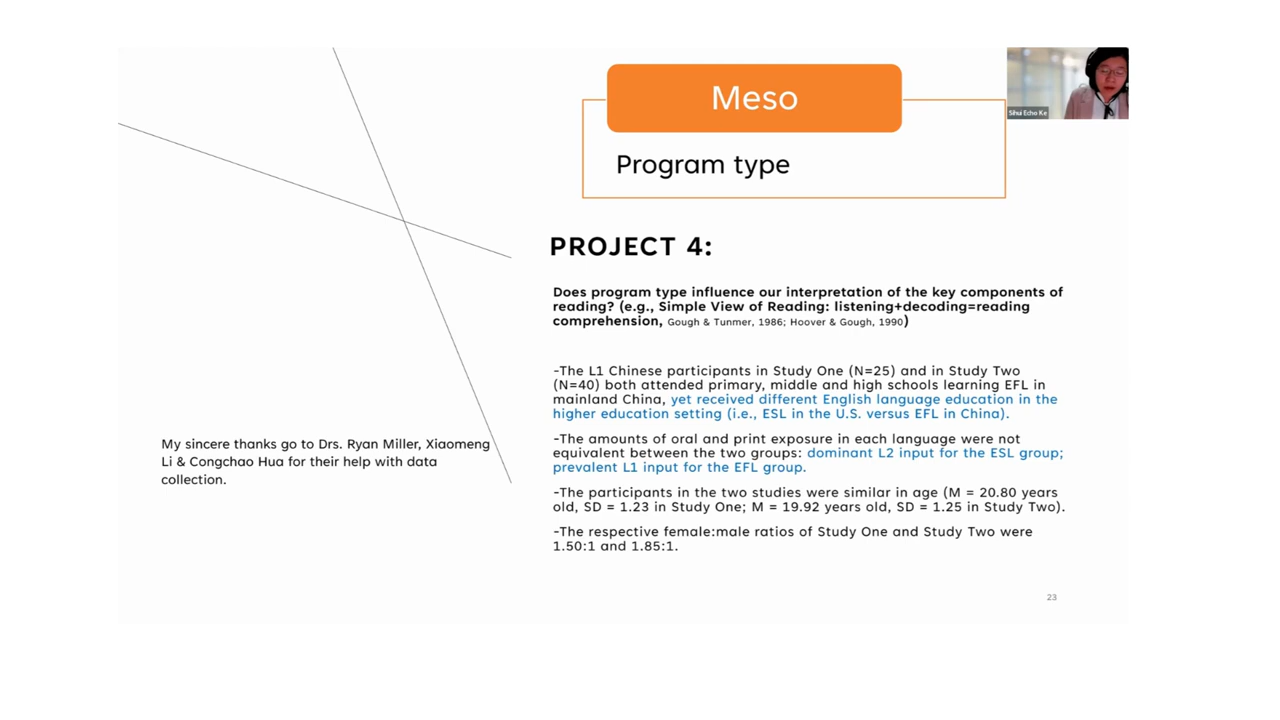 Meso
Sihui Echo Ke
Program type
PROJECT 4:
Does program type influence our interpretation of the key components of
reading? (e.g., Simple View of Reading: listening+decoding=reading
comprehension, Gough & Tunmer, 1986; Hoover & Gough, 1990)
-The L1 Chinese participants in Study One (N=25) and in Study Two
(N=40) both attended primary, middle and high schools learning EFL in
mainland China, yet received different English language education in the
higher education setting (i.e., ESL in the U.S. versus EFL in China).
-The amounts of oral and print exposure in each language were not
equivalent between the two groups: dominant L2 input for the ESL group;
prevalent L1 input for the EFL group.
-The participants in the two studies were similar in age (M = 20.80 years
old, SD = 1.23 in Study One; M = 19.92 years old, SD = 1.25 in Study Two).
-The respective female:male ratios of Study One and Study Two were
1.50:1 and 1.85:1.
My sincere thanks go to Drs. Ryan Miller, Xiaomeng
Li & Congchao Hua for their help with data
collection.
23